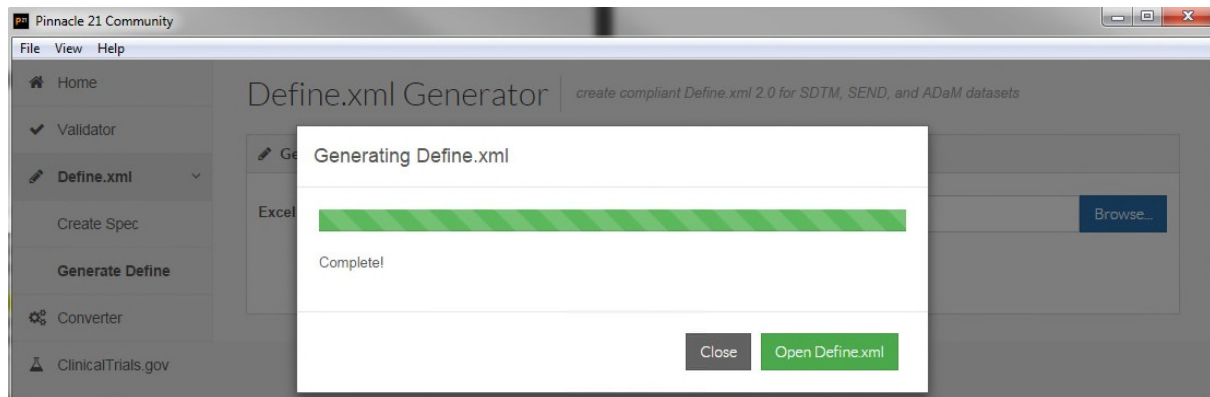 Pinnacle 21 Community
File View Help
Home
Define.xml Generator
create compliant Define.xml 2.0 for SDTM, SEND, and ADaM datasets
Validator
Ge
Generating Define.xml
Define.xml
Create Spec
Excel
Browse...
Complete!
Generate Define
Converter
Close
Open Define.xml
ClinicalTrials.gov